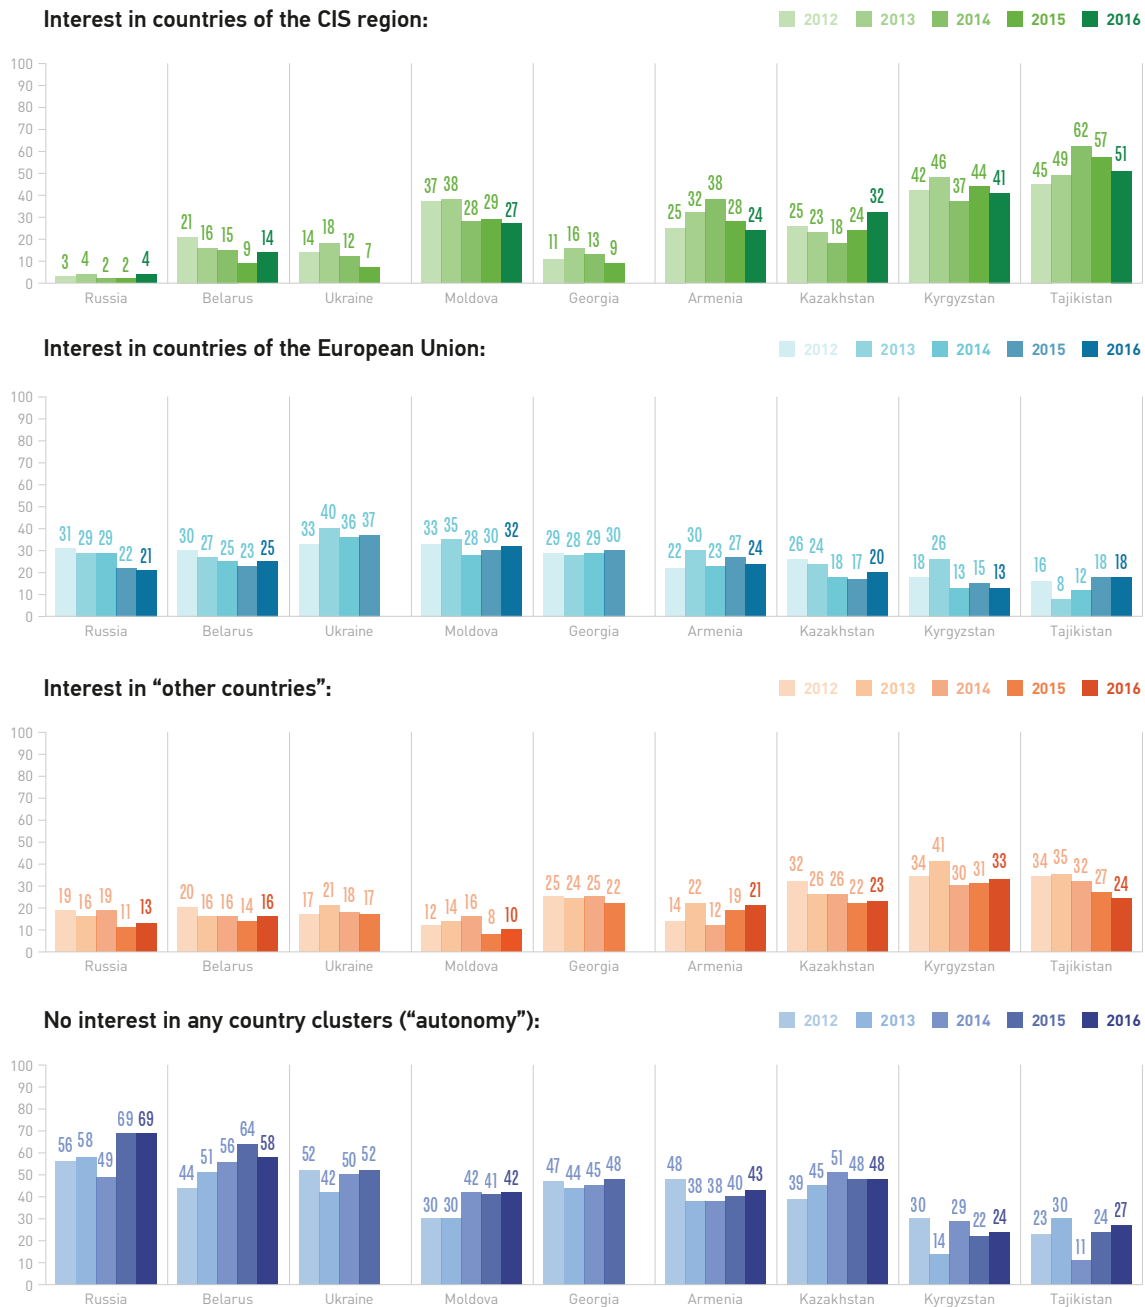 Interest in countries of the CIS region:
2012 2013 2014 2015 2016
100
90
80
70
60
50
40
30
20
10
0
3 4 2 2 4
21 16 15 9 14
14 18 12 7
37 38 28 29 27
11 16 13 9
25 32 38 28 24
25 23 18 24 32
42 46 37 44 41
45 49 62 57 51
Russia Belarus Ukraine Moldova Georgia Armenia Kazakhstan Kyrgyzstan Tajikistan
Interest in countries of the European Union:
2012 2013 2014 2015 2016
100
90
80
70
60
50
40
30
20
10
0
31 29 29 22 21
30 27 25 23 25
33 40 36 37
33 35 28 30 32
29 28 29 30
22 30 23 27 24
26 24 18 17 20
18 26 13 15 13
16 8 12 18 18
Russia Belarus Ukraine Moldova Georgia Armenia Kazakhstan Kyrgyzstan Tajikistan
Interest in “other countries”:
2012 2013 2014 2015 2016
100
90
80
70
60
50
40
30
20
10
0
19 16 19 11 13
20 16 16 14 16
17 21 18 17
12 14 16 8 10
25 24 25 22
14 22 12 19 21
32 26 26 22 23
34 41 30 31 33
34 35 32 27 24
Russia Belarus Ukraine Moldova Georgia Armenia Kazakhstan Kyrgyzstan Tajikistan
No interest in any country clusters (“autonomy”):
2012 2013 2014 2015 2016
100
90
80
70
60
50
40
30
20
10
0
56 58 49 69 69
44 51 56 64 58
52 42 50 52
30 30 42 41 42
47 44 45 48
48 38 38 40 43
39 45 51 48 48
30 14 29 22 24
23 30 11 24 27
Russia Belarus Ukraine Moldova Georgia Armenia Kazakhstan Kyrgyzstan Tajikistan